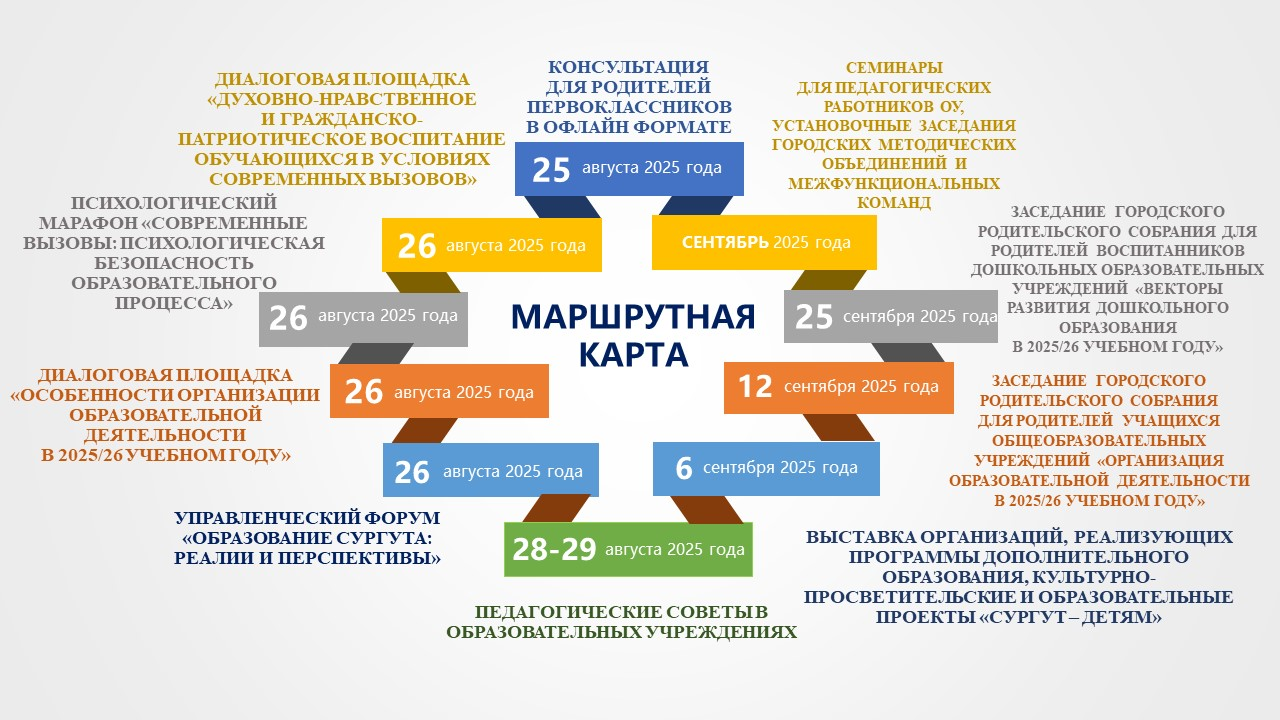 КОНСУЛЬТАЦИЯ
ДЛЯ РОДИТЕЛЕЙ
ПЕРВОКЛАССНИКОВ
В ОФЛАЙН ФОРМАТЕ
25 августа 2025 года
ДИАЛОГОВАЯ ПЛОЩАДКА
«ДУХОВНО-НРАВСТВЕННОЕ
И ГРАЖДАНСКО-
ПАТРИОТИЧЕСКОЕ ВОСПИТАНИЕ
ОБУЧАЮЩИХСЯ В УСЛОВИЯХ
СОВРЕМЕННЫХ ВЫЗОВОВ»
26 августа 2025 года
ПСИХОЛОГИЧЕСКИЙ
МАРАФОН «СОВРЕМЕННЫЕ
ВЫЗОВЫ: ПСИХОЛОГИЧЕСКАЯ
БЕЗОПАСНОСТЬ
ОБРАЗОВАТЕЛЬНОГО
ПРОЦЕССА»
26 августа 2025 года
ДИАЛОГОВАЯ ПЛОЩАДКА
«ОСОБЕННОСТИ ОРГАНИЗАЦИИ
ОБРАЗОВАТЕЛЬНОЙ
ДЕЯТЕЛЬНОСТИ
В 2025/26 УЧЕБНОМ ГОДУ»
26 августа 2025 года
26 августа 2025 года
УПРАВЛЕНЧЕСКИЙ ФОРУМ
«ОБРАЗОВАНИЕ СУРГУТА:
РЕАЛИИ И ПЕРСПЕКТИВЫ»
МАРШРУТНАЯ
КАРТА
28-29 августа 2025 года
ПЕДАГОГИЧЕСКИЕ СОВЕТЫ В
ОБРАЗОВАТЕЛЬНЫХ УЧРЕЖДЕНИЯХ
СЕМИНАРЫ
ДЛЯ ПЕДАГОГИЧЕСКИХ
РАБОТНИКОВ ОУ,
УСТАНОВОЧНЫЕ ЗАСЕДАНИЯ
ГОРОДСКИХ МЕТОДИЧЕСКИХ
ОБЪЕДИНЕНИЙ И
МЕЖФУНКЦИОНАЛЬНЫХ
КОМАНД
СЕНТЯБРЬ 2025 года
ЗАСЕДАНИЕ ГОРОДСКОГО
РОДИТЕЛЬСКОГО СОБРАНИЯ ДЛЯ
РОДИТЕЛЕЙ ВОСПИТАННИКОВ
ДОШКОЛЬНЫХ ОБРАЗОВАТЕЛЬНЫХ
УЧРЕЖДЕНИЙ «ВЕКТОРЫ
РАЗВИТИЯ ДОШКОЛЬНОГО
ОБРАЗОВАНИЯ
В 2025/26 УЧЕБНОМ ГОДУ»
25 сентября 2025 года
12 сентября 2025 года
ЗАСЕДАНИЕ ГОРОДСКОГО
РОДИТЕЛЬСКОГО СОБРАНИЯ
ДЛЯ РОДИТЕЛЕЙ УЧАЩИХСЯ
ОБЩЕОБРАЗОВАТЕЛЬНЫХ
УЧРЕЖДЕНИЙ «ОРГАНИЗАЦИЯ
ОБРАЗОВАТЕЛЬНОЙ ДЕЯТЕЛЬНОСТИ
В 2025/26 УЧЕБНОМ ГОДУ»
6 сентября 2025 года
ВЫСТАВКА ОРГАНИЗАЦИЙ, РЕАЛИЗУЮЩИХ
ПРОГРАММЫ ДОПОЛНИТЕЛЬНОГО
ОБРАЗОВАНИЯ, КУЛЬТУРНО-
ПРОСВЕТИТЕЛЬСКИЕ И ОБРАЗОВАТЕЛЬНЫЕ
ПРОЕКТЫ «СУРГУТ – ДЕТЯМ»